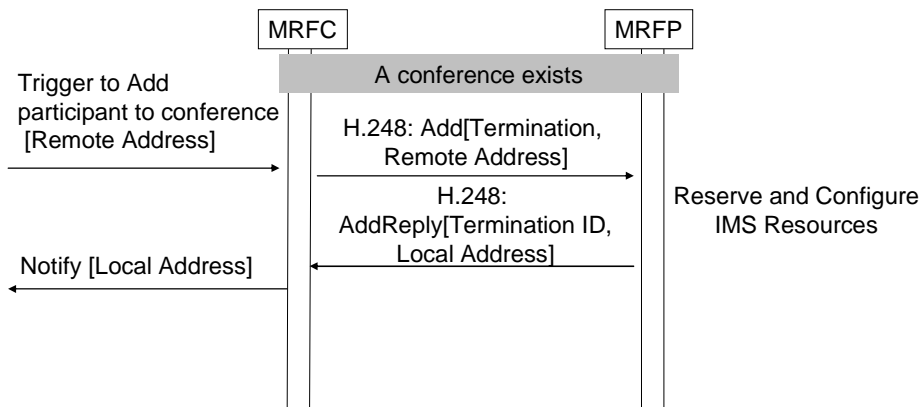 MRFC
MRFP
A conference exists
Trigger to Add
participant to conference
[Remote Address]
H.248: Add[Termination,
Remote Address]
H.248:
AddReply[Termination ID,
Local Address]
Reserve and Configure
IMS Resources
Notify [Local Address]